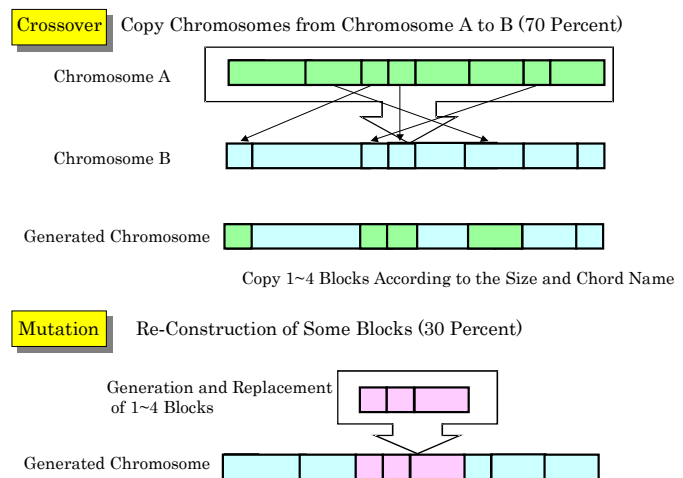 Crossover Copy Chromosomes from Chromosome A to B (70 Percent)
Chromosome A
Chromosome B
Generated Chromosome
Copy 1~4 Blocks According to the Size and Chord Name
Mutation Re-Construction of Some Blocks (30 Percent)
Generation and Replacement
of 1~4 Blocks
Generated Chromosome